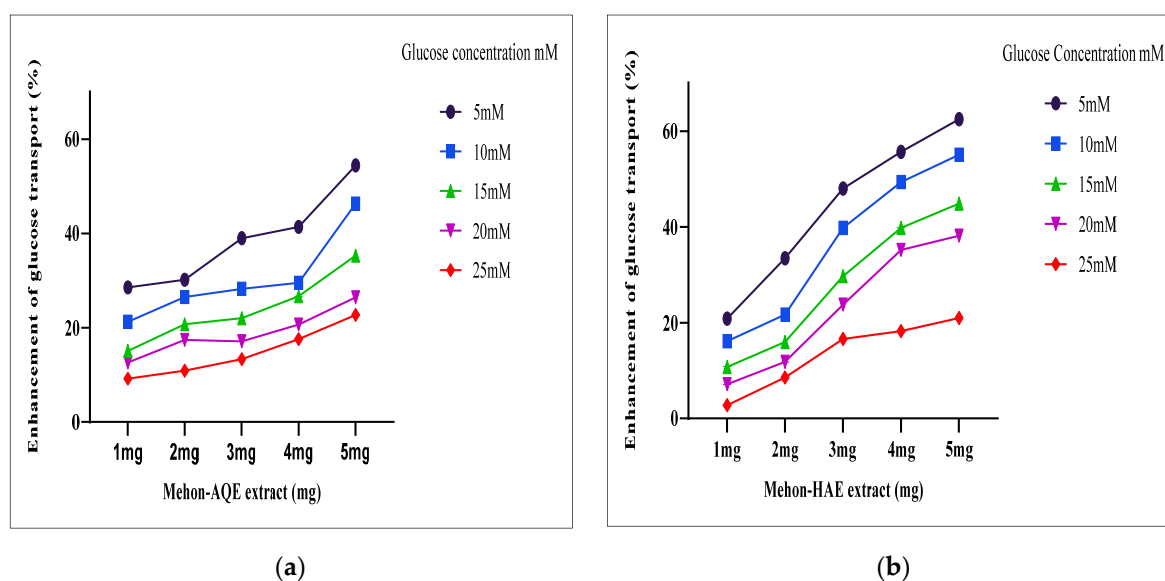 Glucose concentration mM
Enhancement of glucose transport (%)
60
40
20
0
5mM
10mM
15mM
20mM
25mM
1mg 2mg 3mg 4mg 5mg
Mehon-AQE extract (mg)
(a)
Glucose Concentration mM
Enhancement of glucose transport (%)
60
40
20
0
5mM
10mM
15mM
20mM
25mM
1mg 2mg 3mg 4mg 5mg
Mehon-HAE extract (mg)
(b)